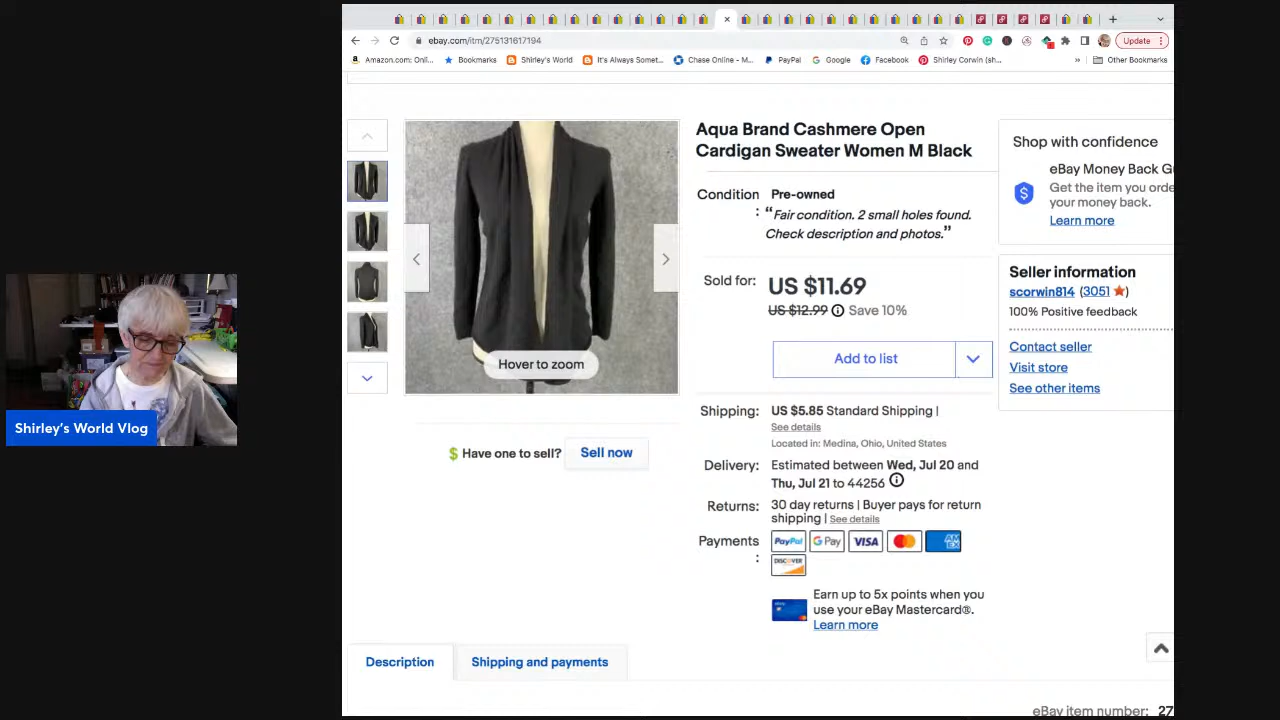 ebay.com/itm/275131617194
Update
Amazon.com: Onli...
Bookmarks
Shirley's World
It's Always Somet...
Chase Online - M...
PayPal
Google
Facebook
Shirley Corwin (sh...
»
Other Bookmarks
Aqua Brand Cashmere Open
Cardigan Sweater Women M Black
Condition
:
Pre-owned
“Fair condition. 2 small holes found.
Check description and photos.”
Sold for:
US $11.69
US $12.99
Save 10%
Add to list
Hover to zoom
Have one to sell?
Sell now
Shipping:
US $5.85 Standard Shipping |
See details
Located in: Medina, Ohio, United States
Delivery:
Estimated between Wed, Jul 20 and
Thu, Jul 21 to 44256
Returns:
30 day returns | Buyer pays for return
shipping | See details
Payments
:
PayPal
G Pay
VISA
AM
EX
DISCOVER
Earn up to 5x points when you
use your eBay Mastercard®.
Learn more
Shop with confidence
eBay Money Back G
Get the item you orde
your money back.
Learn more
Seller information
scorwin814 (3051)
100% Positive feedback
Contact seller
Visit store
See other items
Shirley's World Vlog
Description
Shipping and payments
eBay item number: 27